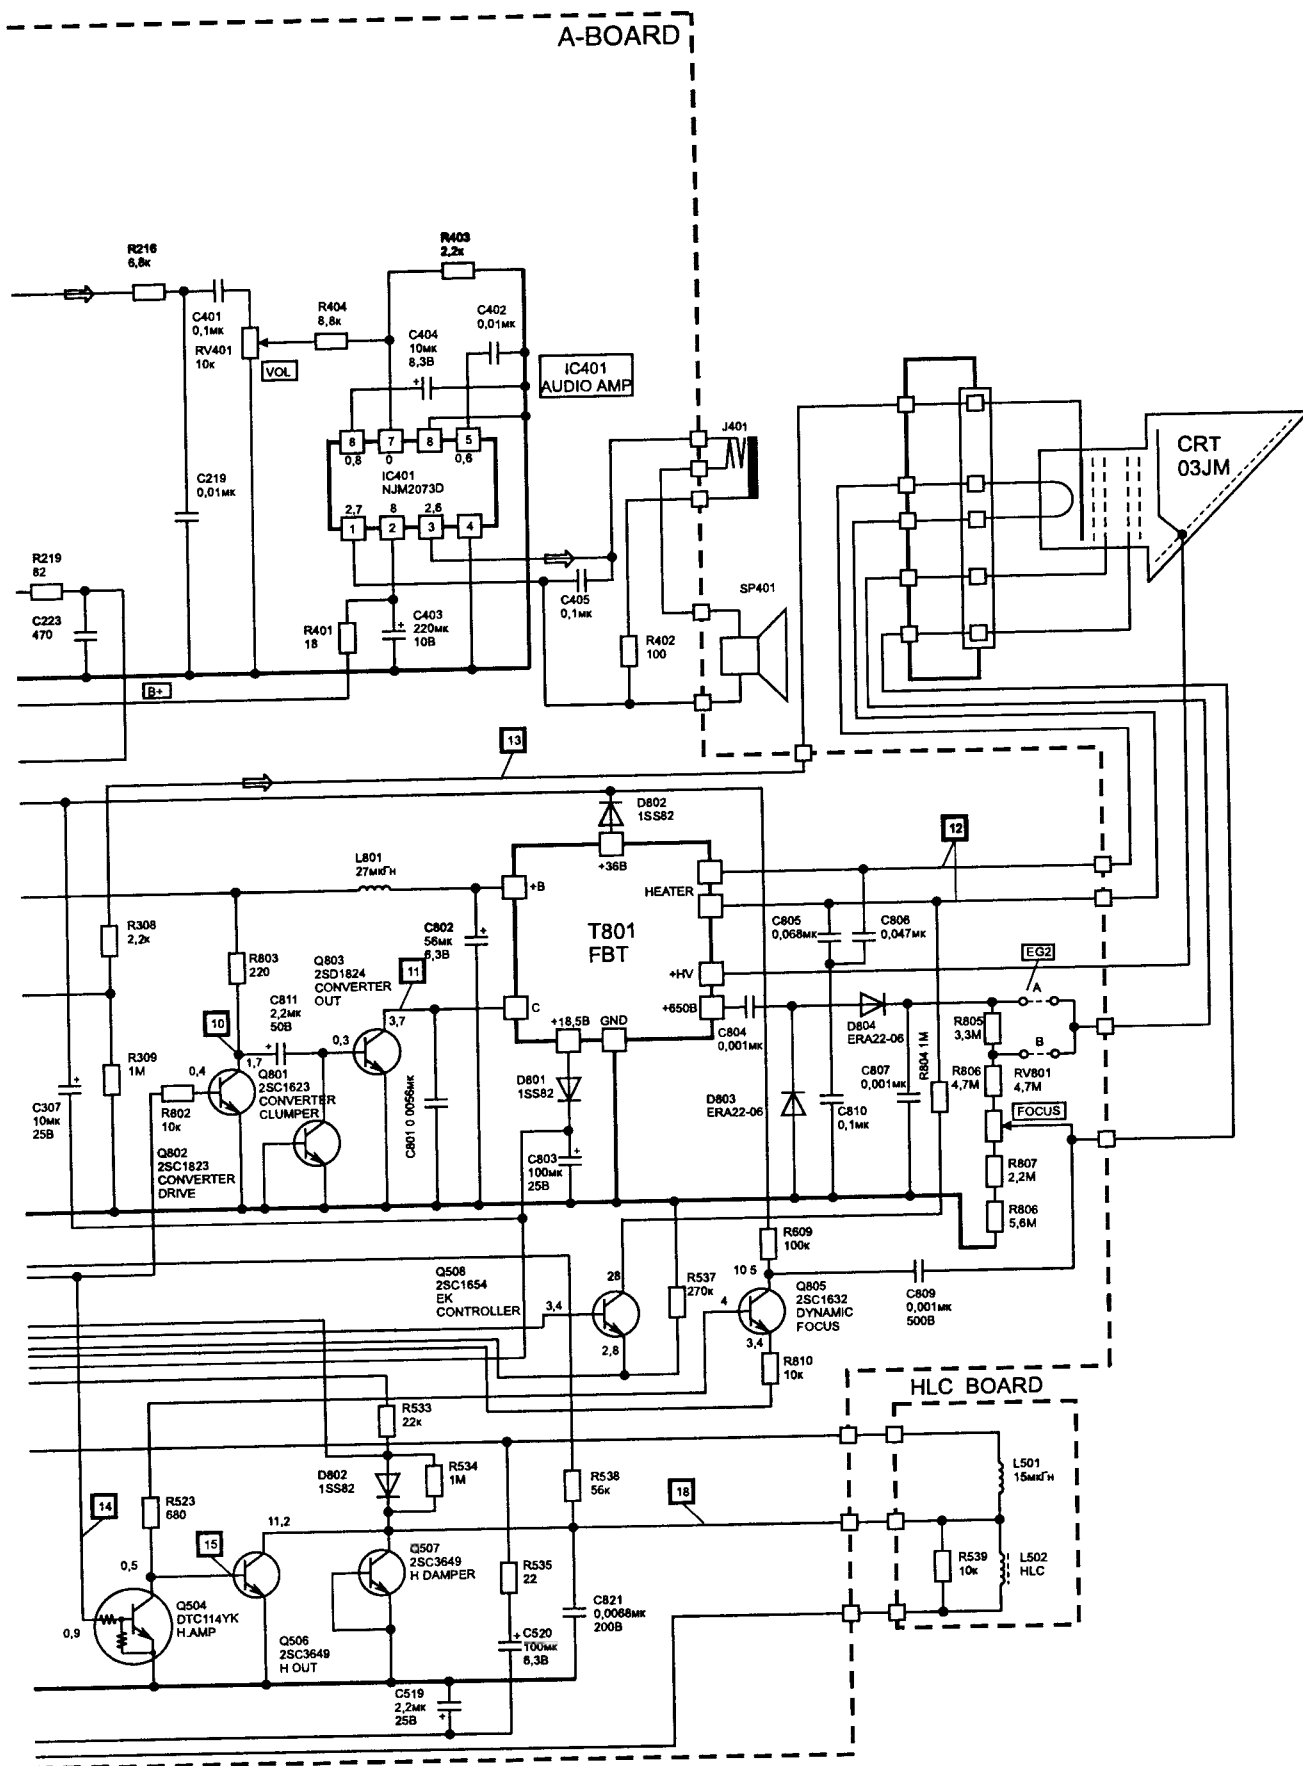 A-BOARD
R216
6,8к
R403
2,2к
C401
0,1мк
RV401
10к
VOL
R404
8,8к
C404
10мк
8,3В
C402
0,01мк
IC401
AUDIO AMP
8
7
8
5
0,8
0
0,6
IC401
NJM2073D
2,7
8
2,6
1
2
3
4
C219
0,01мк
R219
82
C223
470
R401
18
C403
220мк
10В
C405
0,1мк
R402
100
J401
SP401
CRT
03JM
B+
13
D802
1SS82
12
L801
27мкГн
+36В
+B
HEATER
T801
FBT
C802
56мк
6,3В
C805
0,068мк
C806
0,047мк
R308
2,2к
R803
220
Q803
2SD1824
CONVERTER
OUT
11
+HV
EG2
A
C811
2,2мк
50В
3,7
C
+18,5В
GND
+650В
C804
0,001мк
D804
ERA22-06
R804 1M
R805
3,3M
B
10
0,3
1,7
R309
1M
0,4
Q801
2SC1623
CONVERTER
CLUMPER
D801
1SS82
D803
ERA22-06
C807
0,001мк
R806
4,7M
RV801
4,7M
FOCUS
C307
10мк
25В
R802
10к
C801 0 0056мк
C810
0,1мк
Q802
2SC1823
CONVERTER
DRIVE
C803
100мк
25В
R807
2,2M
R806
5,6M
R609
100к
Q508
2SC1654
EK
CONTROLLER
28
R537
270к
10 5
Q805
2SC1632
DYNAMIC
FOCUS
C809
0,001мк
500В
3,4
4
2,8
3,4
R810
10к
HLC BOARD
R533
22к
D802
1SS82
R534
1M
R538
56к
18
L501
15мкГн
14
R523
680
11,2
15
Q507
2SC3649
H DAMPER
R535
22
R539
10к
L502
HLC
0,5
Q504
DTC114YK
H.AMP
0,9
Q506
2SC3649
H OUT
C821
0,0068мк
200В
C520
100мк
6,3В
C519
2,2мк
25В